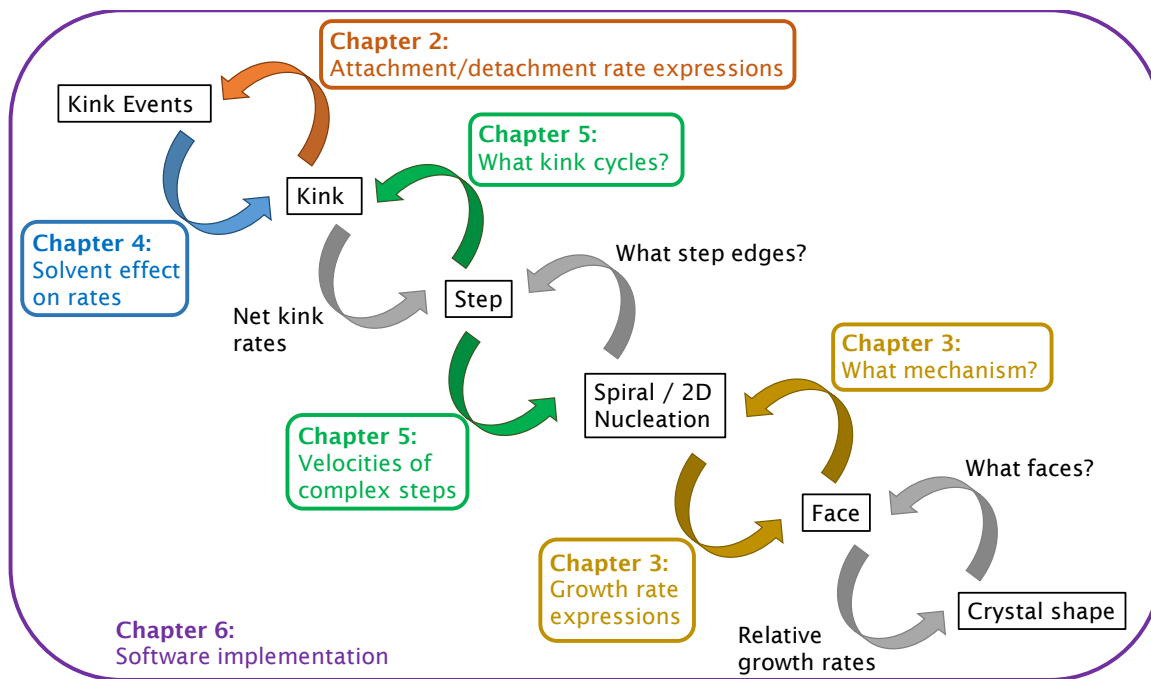 Chapter 2:
Attachment/detachment rate expressions
Kink Events
Chapter 5:
What kink cycles?
Kink
Chapter 4:
Solvent effect
on rates
What step edges?
Step
Net kink
rates
Chapter 3:
What mechanism?
Spiral / 2D
Nucleation
Chapter 5:
Velocities of
complex steps
What faces?
Face
Chapter 3:
Growth rate
expressions
Crystal shape
Chapter 6:
Software implementation
Relative
growth rates